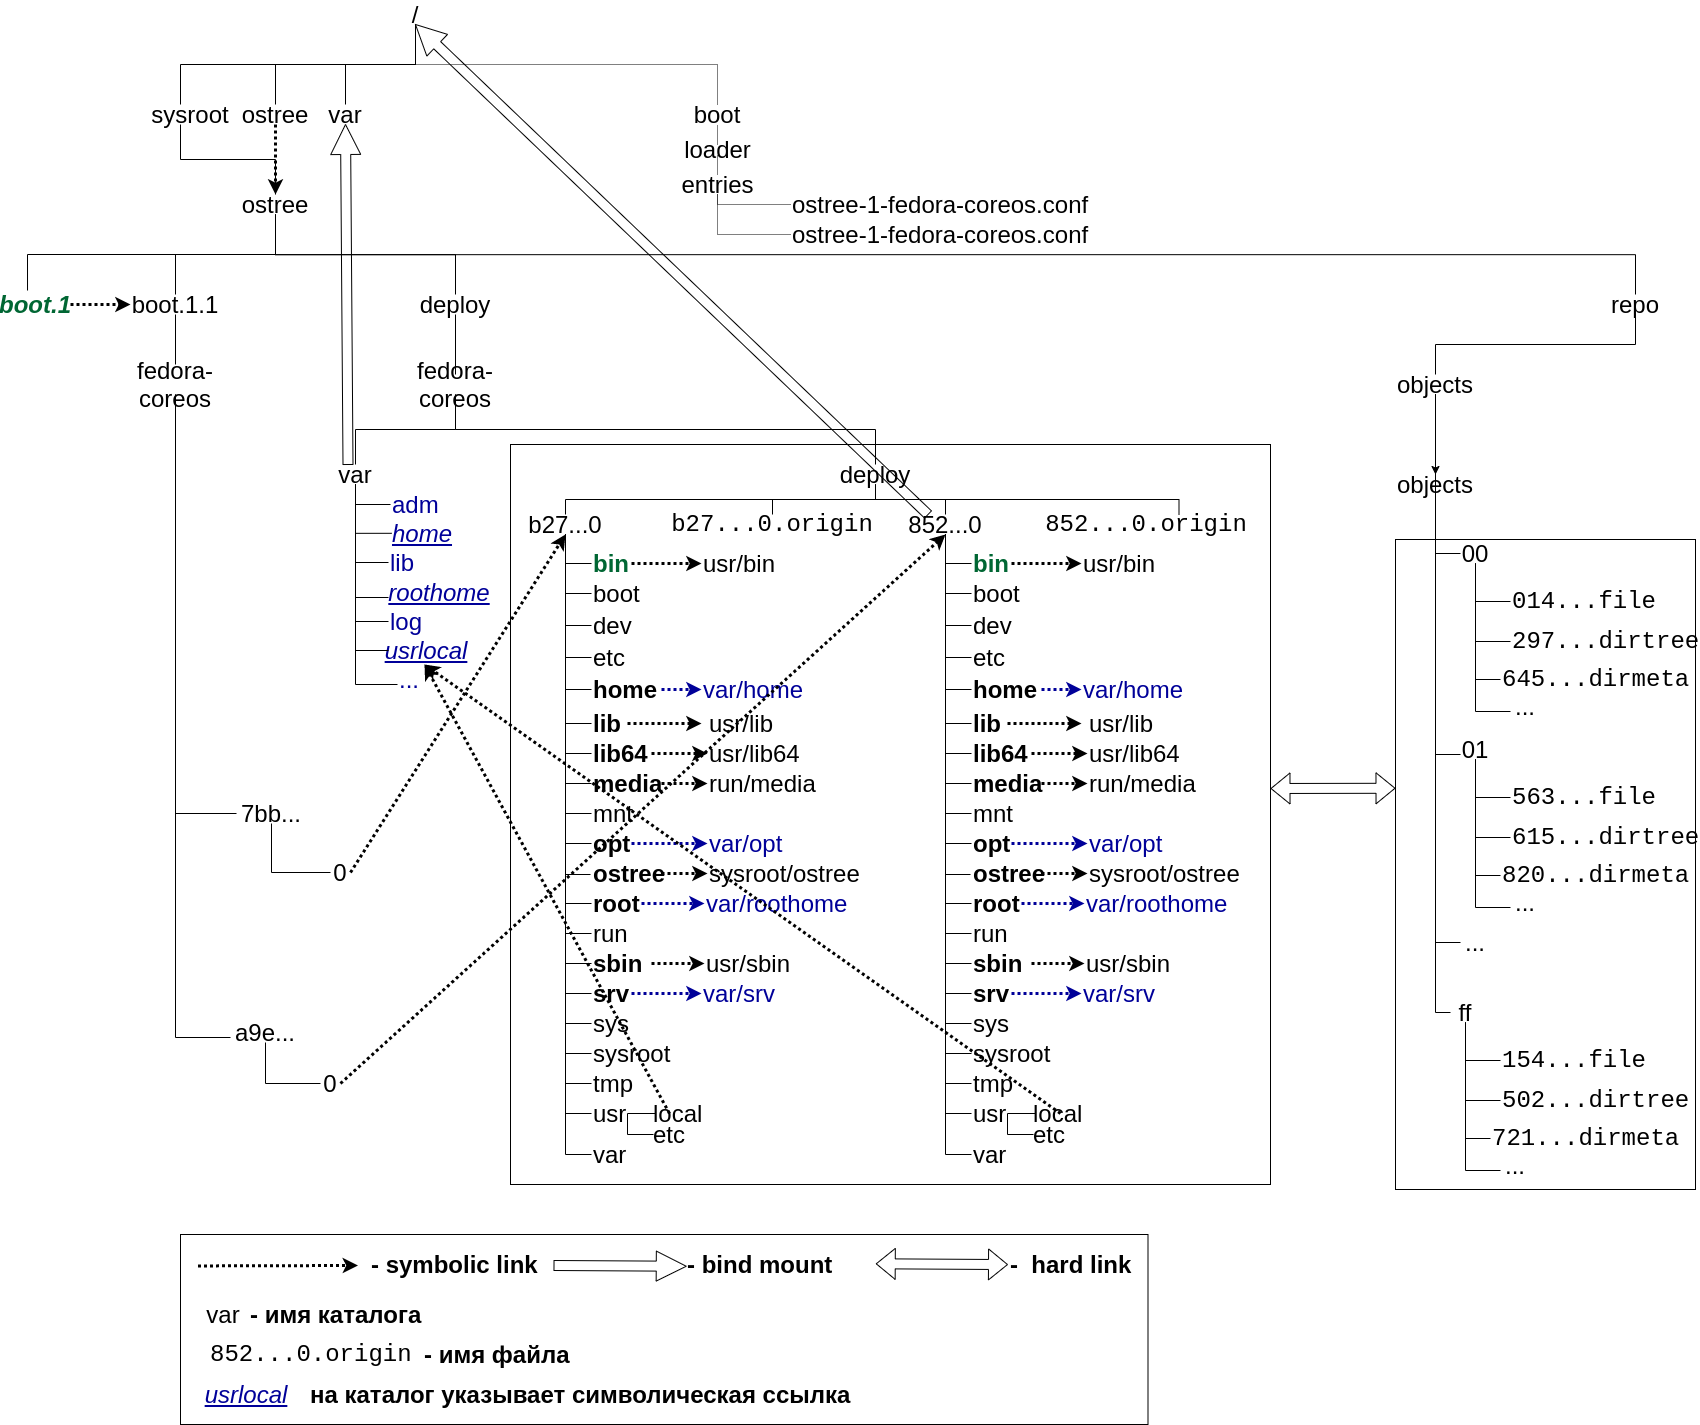 /
sysroot ostree var boot
loader
entries
ostree ostree-1-fedora-coreos.conf
ostree-1-fedora-coreos.conf
boot.1 boot.1.1 deploy repo
fedora-
coreos
fedora-
coreos
objects
var deploy
objects
adm
home
lib
roothome
log
usrlocal
...
b27...0 b27...0.origin 852...0 852...0.origin
bin usr/bin
boot
dev
etc
home var/home
lib usr/lib
lib64 usr/lib64
media run/media
mnt
opt var/opt
ostree sysroot/ostree
root var/roothome
run
sbin usr/sbin
srv var/srv
sys
sysroot
tmp
usr local
etc
var
bin usr/bin
boot
dev
etc
home var/home
lib usr/lib
lib64 usr/lib64
media run/media
mnt
opt var/opt
ostree sysroot/ostree
root var/roothome
run
sbin usr/sbin
srv var/srv
sys
sysroot
tmp
usr local
etc
var
7bb...
0
a9e...
0
00
014...file
297...dirtree
645...dirmeta
...
01
563...file
615...dirtree
820...dirmeta
...
...
ff
154...file
502...dirtree
721...dirmeta
...
- symbolic link - bind mount - hard link
var - имя каталога
852...0.origin - имя файла
usrlocal на каталог указывает символическая ссылка